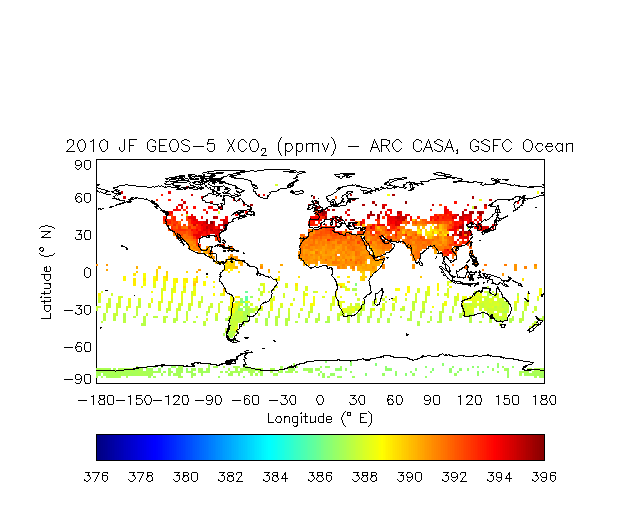 2010 JF GEOS-5 XCO₂ (ppmv) - ARC CASA, GSFC Ocean
90
60
30
0
-30
-60
-90
Latitude (° N)
-180 -150 -120 -90 -60 -30 0 30 60 90 120 150 180
Longitude (° E)
376 378 380 382 384 386 388 390 392 394 396